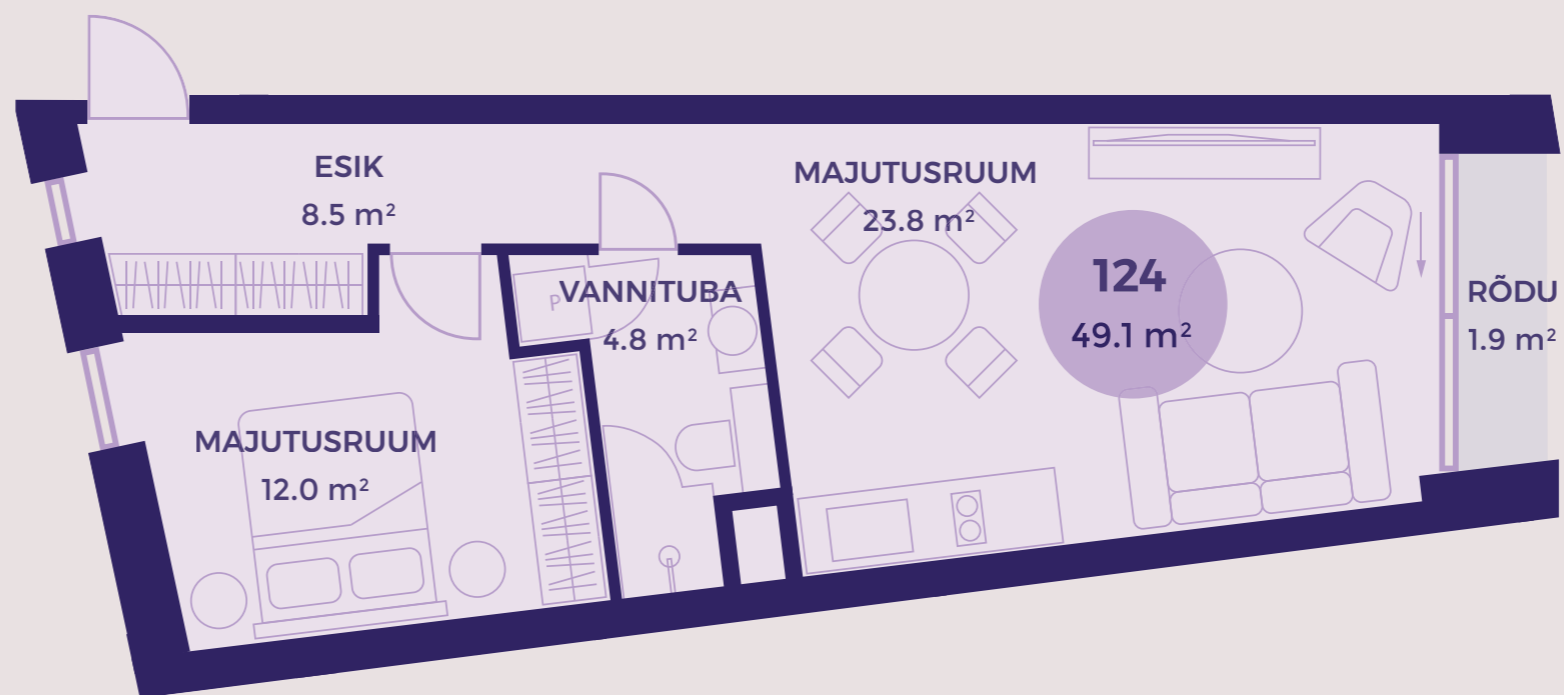 ESIK
8.5 m²
MAJUTUSRUUM
23.8 m²
124
49.1 m²
RÕDU
1.9 m²
P
VANNITUBA
4.8 m²
MAJUTUSRUUM
12.0 m²